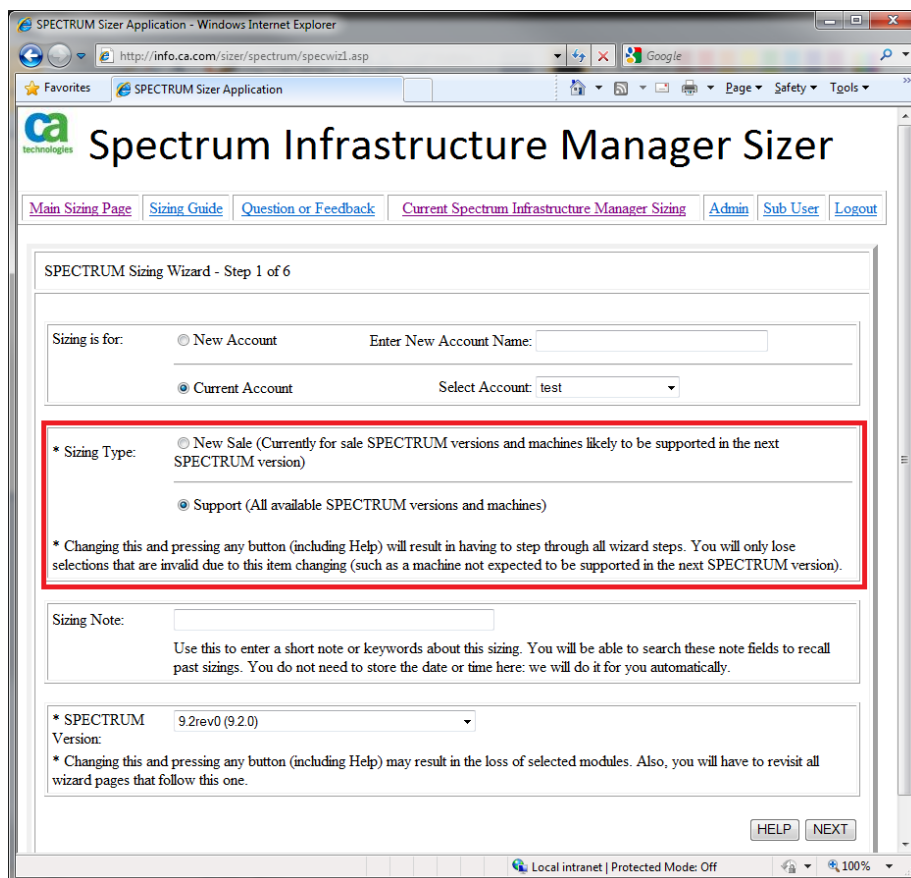 SPECTRUM Sizer Application - Windows Internet Explorer
http://info.ca.com/sizer/spectrum/specwiz1.asp
Google
Favorites
SPECTRUM Sizer Application
Page
Safety
Tools
»
ca
technologies
Spectrum Infrastructure Manager Sizer
Main Sizing Page
Sizing Guide
Question or Feedback
Current Spectrum Infrastructure Manager Sizing
Admin
Sub User
Logout
SPECTRUM Sizing Wizard - Step 1 of 6
Sizing is for:
New Account
Enter New Account Name:
Current Account
Select Account:
test
* Sizing Type:
New Sale (Currently for sale SPECTRUM versions and machines likely to be supported in the next
SPECTRUM version)
Support (All available SPECTRUM versions and machines)
* Changing this and pressing any button (including Help) will result in having to step through all wizard steps. You will only lose
selections that are invalid due to this item changing (such as a machine not expected to be supported in the next SPECTRUM version).
Sizing Note:
Use this to enter a short note or keywords about this sizing. You will be able to search these note fields to recall
past sizings. You do not need to store the date or time here: we will do it for you automatically.
* SPECTRUM
Version:
9.2rev0 (9.2.0)
* Changing this and pressing any button (including Help) may result in the loss of selected modules. Also, you will have to revisit all
wizard pages that follow this one.
HELP
NEXT
Local intranet | Protected Mode: Off
100%